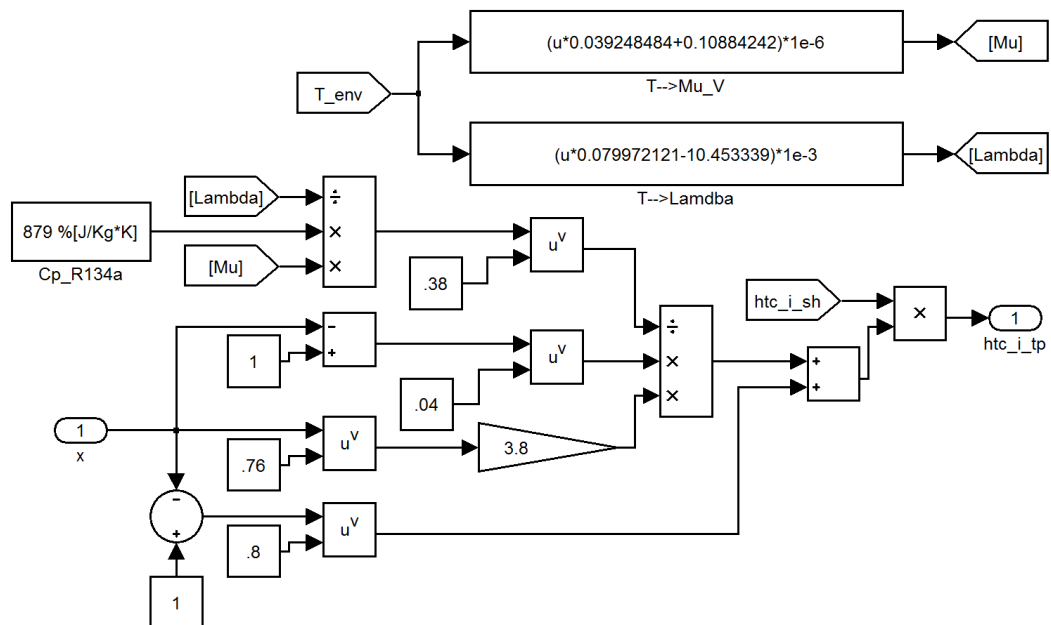 (u*0.039248484+0.10884242)*1e-6
[Mu]
T-->Mu_V
T_env
(u*0.079972121-10.453339)*1e-3
[Lambda]
T-->Lamdba
[Lambda]
÷
879 %[J/Kg*K]
×
Cp_R134a
[Mu]
×
u^v
.38
htc_i_sh
×
1
htc_i_tp
-
+
1
u^v
.04
÷
×
×
+
+
1
x
u^v
.76
3.8
-
+
u^v
.8
1